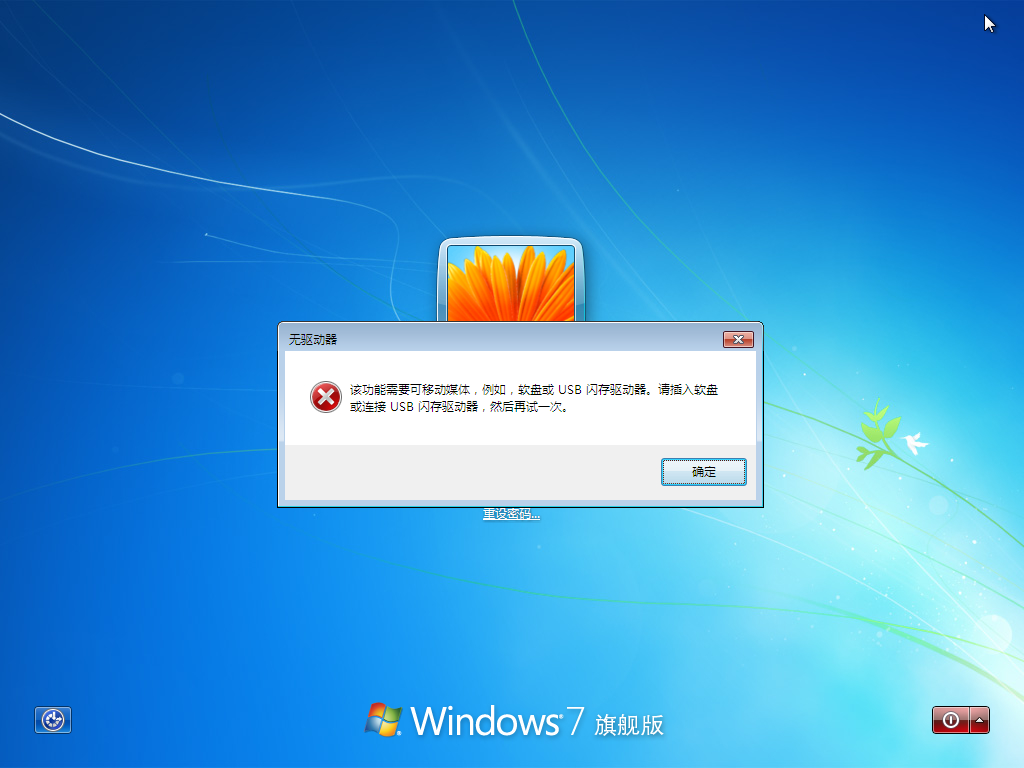 无驱动器
该功能需要可移动媒体，例如，软盘或 USB 闪存驱动器。请插入软盘
或连接 USB 闪存驱动器，然后再试一次。
确定
重设密码...
Windows 7 旗舰版